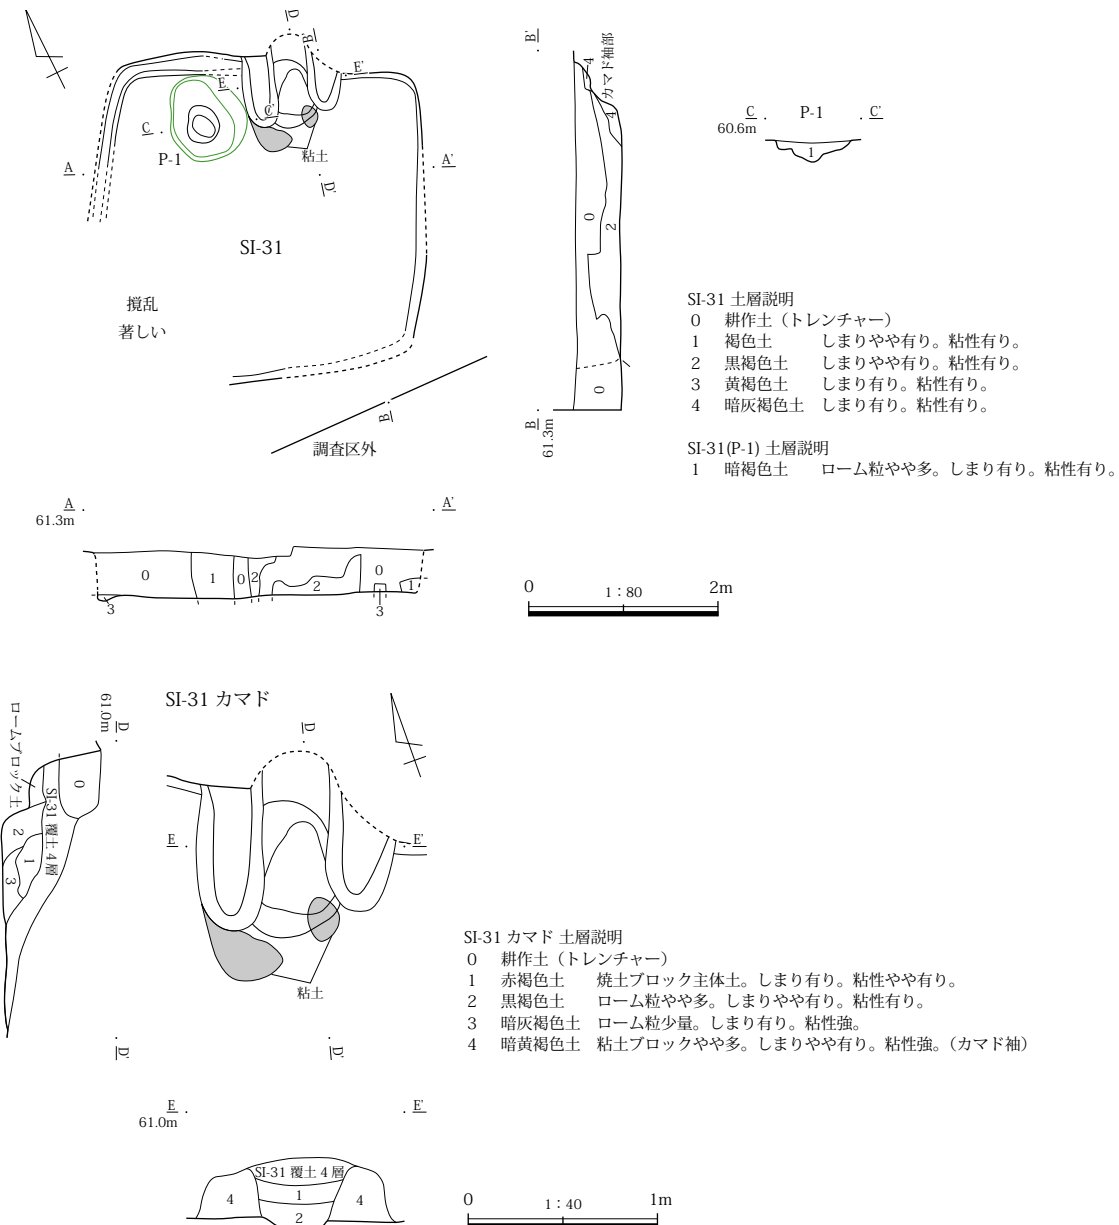 D
B'
E
E'
C'
C
P-1
粘土
A
A'
D'
SI-31
撹乱
著しい
B
調査区外
B'
4
カマド袖部
4
0
2
0
B
61.3m
C
P-1
C'
60.6m
1
SI-31 土層説明
0 耕作土（トレンチャー）
1 褐色土 しまりやや有り。粘性有り。
2 黒褐色土 しまりやや有り。粘性有り。
3 黄褐色土 しまり有り。粘性有り。
4 暗灰褐色土 しまり有り。粘性有り。
SI-31(P-1) 土層説明
1 暗褐色土 ローム粒やや多。しまり有り。粘性有り。
A
A'
61.3m
0
1
0
2
2
0
1
3
3
0
1：80
2m
SI-31 カマド
61.0m
D
ロームブロック土
0
SI-31 覆土 4 層
2
1
3
D'
D
E
E'
粘土
D'
SI-31 カマド 土層説明
0 耕作土（トレンチャー）
1 赤褐色土 焼土ブロック主体土。しまり有り。粘性やや有り。
2 黒褐色土 ローム粒やや多。しまりやや有り。粘性有り。
3 暗灰褐色土 ローム粒少量。しまり有り。粘性強。
4 暗黄褐色土 粘土ブロックやや多。しまりやや有り。粘性強。（カマド袖）
E
E'
61.0m
SI-31 覆土 4 層
4
1
4
2
0
1：40
1m